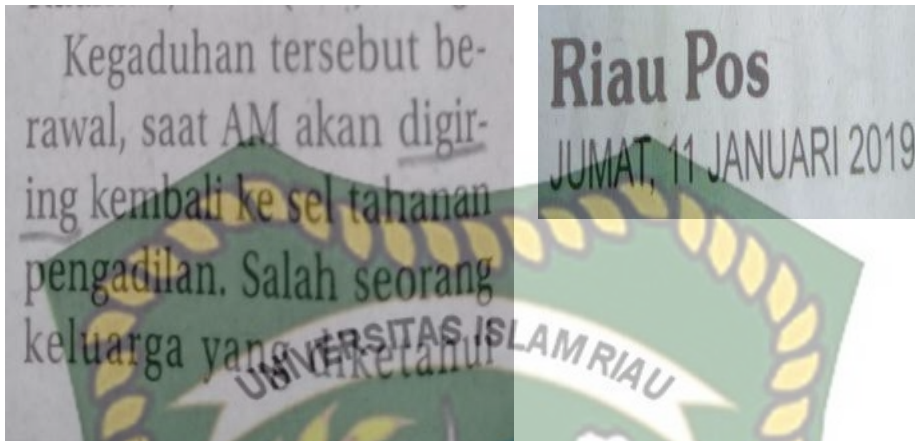 Kegaduhan tersebut be-
rawal, saat AM akan digir-
ing kembali ke sel tahanan
pengadilan. Salah seorang
keluarga yang diketahui
Riau Pos
JUMAT, 11 JANUARI 2019
UNIVERSITAS ISLAM RIAU